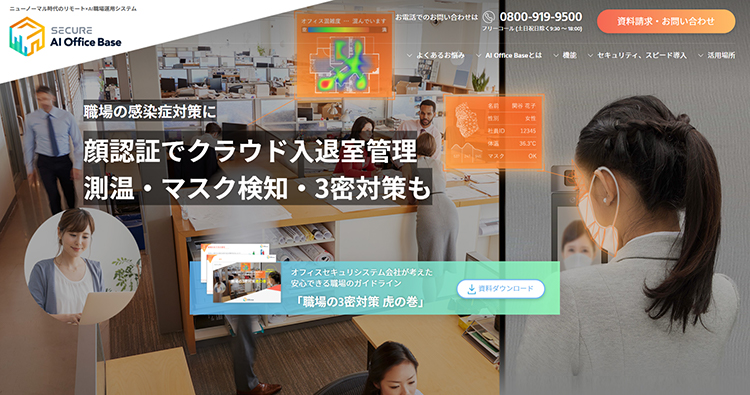 ニューノーマル時代のリモート×AI職場運用システム
SECURE
AI Office Base
お電話でのお問い合わせは
0800-919-9500
フリーコール (土日祝日除く9:30 〜 18:00)
資料請求・お問い合わせ
よくあるお悩み
AI Office Baseとは
機能
セキュリティ、スピード導入
活用場所
オフィス混雑度 ー 混んでいます
満
名前 関谷 花子
性別 女性
社員ID 12345
体温 36.3℃
マスク OK
職場の感染症対策に
顔認証でクラウド入退室管理
測温・マスク検知・3密対策も
オフィスセキュリシステム会社が考えた
安心できる職場のガイドライン
「職場の3密対策 虎の巻」
資料ダウンロード